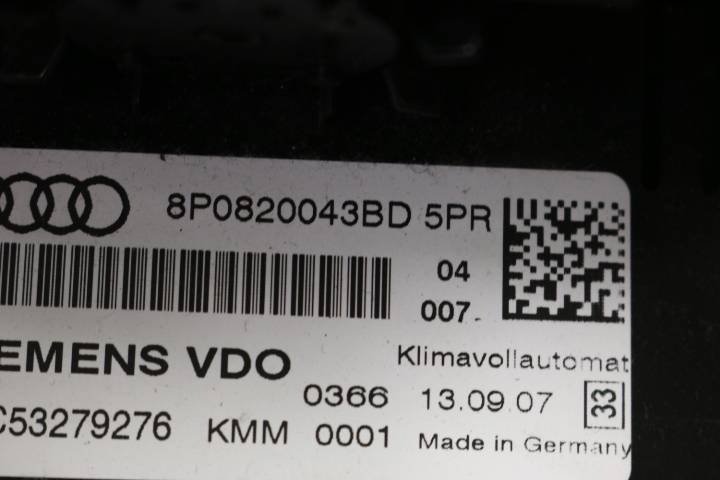 8P0820043BD 5PR
04
007
EMENS VDO
Klimavollautomat
0366 13.09.07 33
C53279276 KMM 0001
Made in Germany